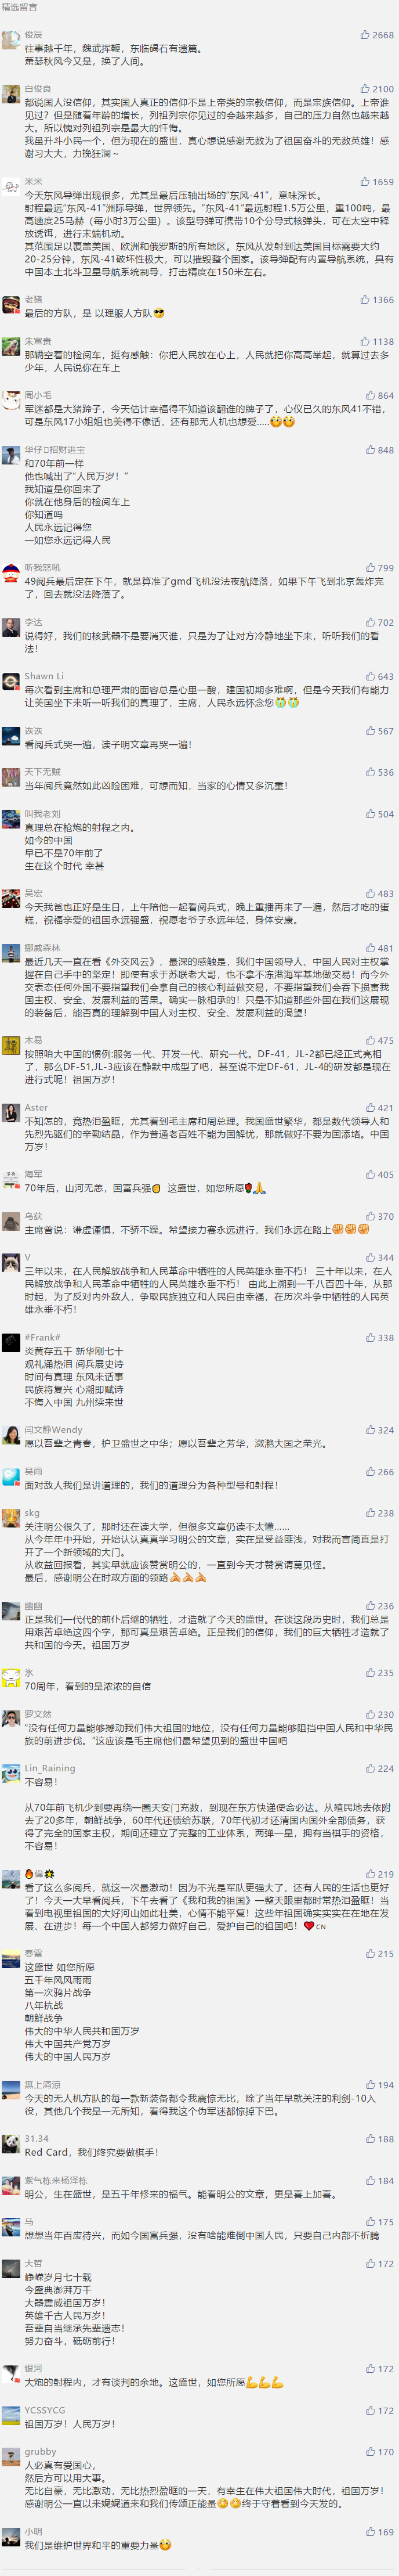 精选留言
俊辰
2668
往事越千年，魏武挥鞭，东临碣石有遗篇。
萧瑟秋风今又是，换了人间。
白俊良
2100
都说国人没信仰，其实国人真正的信仰不是上帝类的宗教信仰，而是宗族信仰。上帝谁
见过？但是随着年龄的增长，列祖列宗你见过的会越来越多，自己的压力自然也越来越
大。所以愧对列祖列宗是最大的忏悔。
我虽升斗小民一个，但为现在的盛世，真心想说感谢无数为了祖国奋斗的无数英雄！感
谢习大大，力挽狂澜～
米米
1659
今天东风导弹出现很多，尤其是最后压轴出场的“东风-41”，意味深长。
射程最远“东风-41”洲际导弹，世界领先。“东风-41”最远射程1.5万公里，重100吨，最
高速度25马赫（每小时3万公里）。该型导弹可携带10个分导式核弹头，可在太空中释
放诱饵，进行末端机动。
其范围足以覆盖美国、欧洲和俄罗斯的所有地区。东风从发射到达美国目标需要大约
20-25分钟，东风-41破坏性极大，可以摧毁整个国家。该导弹配有内置导航系统，具有
中国本土北斗卫星导航系统制导，打击精度在150米左右。
老猪
1366
最后的方队，是 以理服人方队😎
朱富贵
1138
那辆空着的检阅车，挺有感触：你把人民放在心上，人民就把你高高举起，就算过去多
少年，人民说你在车上
周小毛
864
军迷都是大猪蹄子，今天估计幸福得不知道该翻谁的牌子了，心仪已久的东风41不错，
可是东风17小姐姐也美得不像话，还有那无人机也想爱.....
华仔 招财进宝
848
和70年前一样
他也喊出了“人民万岁！”
我知道是你回来了
你就在他身后的检阅车上
你知道吗
人民永远记得您
一如您永远记得人民
听我怒吼
799
49阅兵最后定在下午，就是算准了gmd飞机没法夜航降落，如果下午飞到北京轰炸完
了，回去就没法降落了。
李达
702
说得好，我们的核武器不是要消灭谁，只是为了让对方冷静地坐下来，听听我们的看
法！
Shawn Li
643
每次看到主席和总理严肃的面容总是心里一酸，建国初期多难啊，但是今天我们有能力
让美国坐下来听一听我们的真理了，主席，人民永远怀念您😭😭
诙诙
567
看阅兵式哭一遍，读子明文章再哭一遍！
天下无贼
536
当年阅兵竟然如此凶险困难，可想而知，当家的心情又多沉重！
叫我老刘
504
真理总在枪炮的射程之内。
如今的中国
早已不是70年前了
生在这个时代 幸甚
吴宏
483
今天我爸也正好是生日，上午陪他一起看阅兵式，晚上重播再来了一遍，然后才吃的蛋
糕，祝福亲爱的祖国永远强盛，祝愿老爷子永远年轻，身体安康。
挪威森林
481
最近几天一直在看《外交风云》，最深的感触是，我们中国领导人、中国人民对主权掌
握在自己手中的坚定！即使有求于苏联老大哥，也不拿不冻港海军基地做交易！而今外
交表态任何外国不要指望我们会拿自己的核心利益做交易，不要指望我们会吞下损害我
国主权、安全、发展利益的苦果。确实一脉相承的！只是不知道那些外国在我们这展现
的装备后，能否真的理解到中国人对主权、安全、发展利益的渴望！
木易
475
按照咱大中国的惯例:服务一代、开发一代、研究一代。DF-41，JL-2都已经正式亮相
了，那么DF-51,JL-3应该在静默中成型了吧，甚至说不定DF-61，JL-4的研发都是现在
进行式呢！祖国万岁！
Aster
421
不知怎的，竟热泪盈眶，尤其看到毛主席和周总理。我国盛世繁华，都是数代领导人和
先烈先驱们的辛勤结晶，作为普通老百姓不能为国解忧，那就做好不要为国添堵。中国
万岁！
海军
405
70年后，山河无恙，国富兵强 这盛世，如您所愿🌹🙏
乌获
370
主席曾说：谦虚谨慎，不骄不躁。希望接力赛永远进行，我们永远在路上
V
344
三年以来，在人民解放战争和人民革命中牺牲的人民英雄永垂不朽！ 三十年以来，在人
民解放战争和人民革命中牺牲的人民英雄永垂不朽！ 由此上溯到一千八百四十年，从那
时起，为了反对内外敌人，争取民族独立和人民自由幸福，在历次斗争中牺牲的人民英
雄永垂不朽！
#Frank#
338
炎黄存五千 新华刚七十
观礼涌热泪 阅兵展史诗
时间有真理 东风来话事
民族将复兴 心潮即赋诗
不悔入中国 九州续来世
闫文静Wendy
324
愿以吾辈之青春，护卫盛世之中华；愿以吾辈之芳华，潋滟大国之荣光。
吴雨
266
面对敌人我们是讲道理的，我们的道理分为各种型号和射程！
skg
238
关注明公很久了，那时还在读大学，但很多文章仍读不太懂......
从今年年中开始，开始认认真真学习明公的文章，实在是受益匪浅，对我而言简直是打
开了一个新领域的大门。
从收益回报看，其实早就应该赞赏明公的，一直到今天才赞赏请莫见怪。
最后，感谢明公在时政方面的领路
幽幽
236
正是我们一代代的前仆后继的牺牲，才造就了今天的盛世。在谈这段历史时，我们总是
用艰苦卓绝这四个字，那可真是艰苦卓绝。正是我们的信仰，我们的巨大牺牲才造就了
共和国的今天。祖国万岁
氷
235
70周年，看到的是浓浓的自信
罗文然
230
“没有任何力量能够撼动我们伟大祖国的地位，没有任何力量能够阻挡中国人民和中华民
族的前进步伐。”这应该是毛主席他们最希望见到的盛世中国吧
Lin_Raining
224
不容易！
从70年前飞机少到要再绕一圈天安门充数，到现在东方快递使命必达。从殖民地去依附
去了20多年，朝鲜战争，60年代还债给苏联，70年代初才还清国内国外全部债务，获
得了完全的国家主权，期间还建立了完整的工业体系，两弹一星，拥有当棋手的资格，
不容易！
219
看了这么多阅兵，就这一次最激动！因为不光是军队更强大了，还有人民的生活也更好
了！今天一大早看阅兵，下午去看了《我和我的祖国》一整天眼里都时常热泪盈眶！当
看到电视里祖国的大好河山如此壮美，心情不能平复！这些年祖国确实实实在在地在发
展、在进步！每一个中国人都努力做好自己，爱护自己的祖国吧！❤️CN
春雷
215
这盛世 如您所愿
五千年风风雨雨
第一次鸦片战争
八年抗战
朝鲜战争
伟大的中华人民共和国万岁
伟大中国共产党万岁
伟大的中国人民万岁
無上清涼
194
今天的无人机方队的每一款新装备都令我震惊无比，除了当年早就关注的利剑-10入
役，其他几个我是一无所知，看得我这个伪军迷都惊掉下巴。
31.34
188
Red Card，我们终究要做棋手！
紫气栋来杨泽栋
184
明公，生在盛世，是五千年修来的福气。能看明公的文章，更是喜上加喜。
马
175
想想当年百废待兴，而如今国富兵强，没有啥能难倒中国人民，只要自己内部不折腾
大哲
172
峥嵘岁月七十载
今盛典澎湃万千
大器震威祖国万岁！
英雄千古人民万岁！
吾辈自当继承先辈遗志！
努力奋斗，砥砺前行！
银河
172
大炮的射程内，才有谈判的余地。这盛世，如您所愿💪💪💪
YCSSYCG
172
祖国万岁！人民万岁！
grubby
170
人必真有爱国心，
然后方可以用大事。
无比自豪，无比激动，无比热烈盈眶的一天，有幸生在伟大祖国伟大时代，祖国万岁！
感谢明公一直以来娓娓道来和我们传颂正能量终于守着看到今天发的。
小明
169
我们是维护世界和平的重要力量